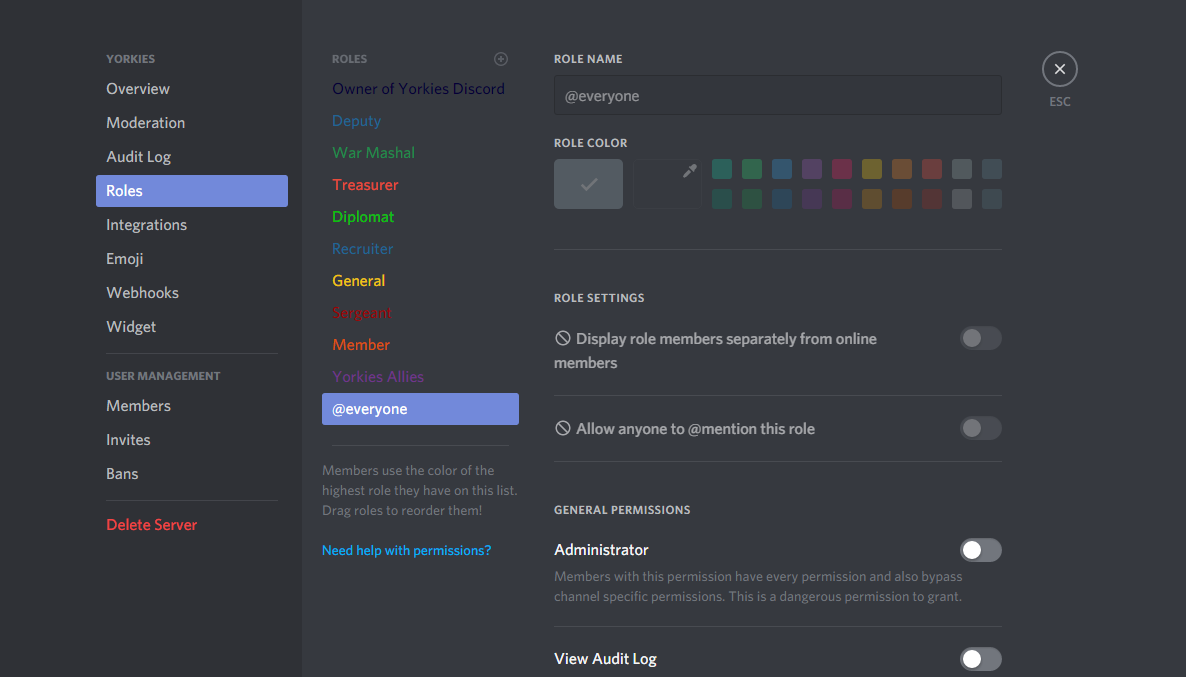 YORKIES
Overview
Moderation
Audit Log
Roles
Integrations
Emoji
Webhooks
Widget
USER MANAGEMENT
Members
Invites
Bans
Delete Server
ROLES
Owner of Yorkies Discord
Deputy
War Mashal
Treasurer
Diplomat
Recruiter
General
Sergeant
Member
Yorkies Allies
@everyone
Members use the color of the
highest role they have on this list.
Drag roles to reorder them!
Need help with permissions?
ROLE NAME
@everyone
ROLE COLOR
ROLE SETTINGS
Display role members separately from online
members
Allow anyone to @mention this role
GENERAL PERMISSIONS
Administrator
Members with this permission have every permission and also bypass
channel specific permissions. This is a dangerous permission to grant.
View Audit Log
ESC